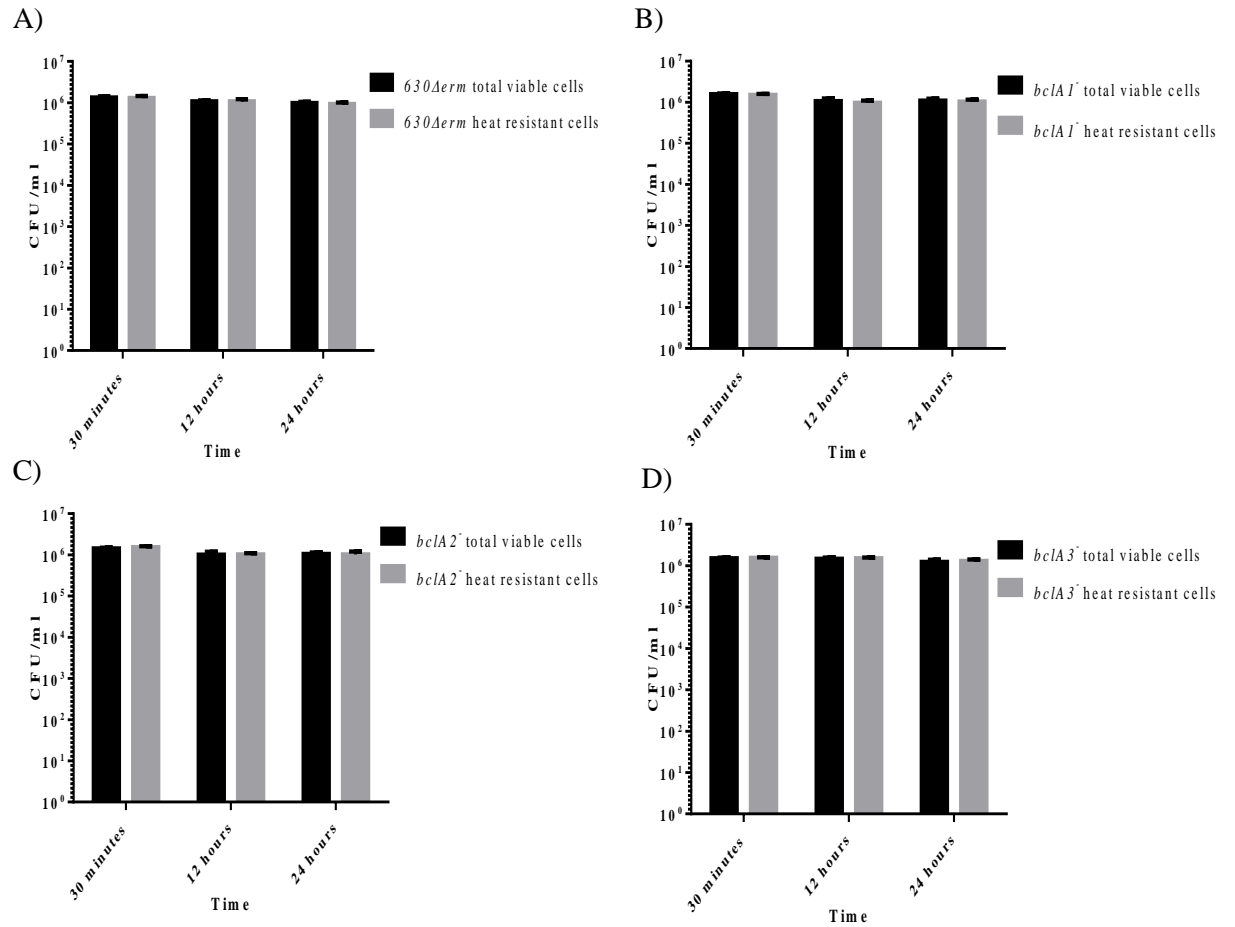 A)
CFU/ml
10⁷
10⁶
10⁵
10⁴
10³
10²
10¹
10⁰
30 minutes
12 hours
24 hours
Time
630Δerm total viable cells
630Δerm heat resistant cells
B)
CFU/ml
10⁷
10⁶
10⁵
10⁴
10³
10²
10¹
10⁰
30 minutes
12 hours
24 hours
Time
bclA1⁻ total viable cells
bclA1⁻ heat resistant cells
C)
CFU/ml
10⁷
10⁶
10⁵
10⁴
10³
10²
10¹
10⁰
30 minutes
12 hours
24 hours
Time
bclA2⁻ total viable cells
bclA2⁻ heat resistant cells
D)
CFU/ml
10⁷
10⁶
10⁵
10⁴
10³
10²
10¹
10⁰
30 minutes
12 hours
24 hours
Time
bclA3⁻ total viable cells
bclA3⁻ heat resistant cells